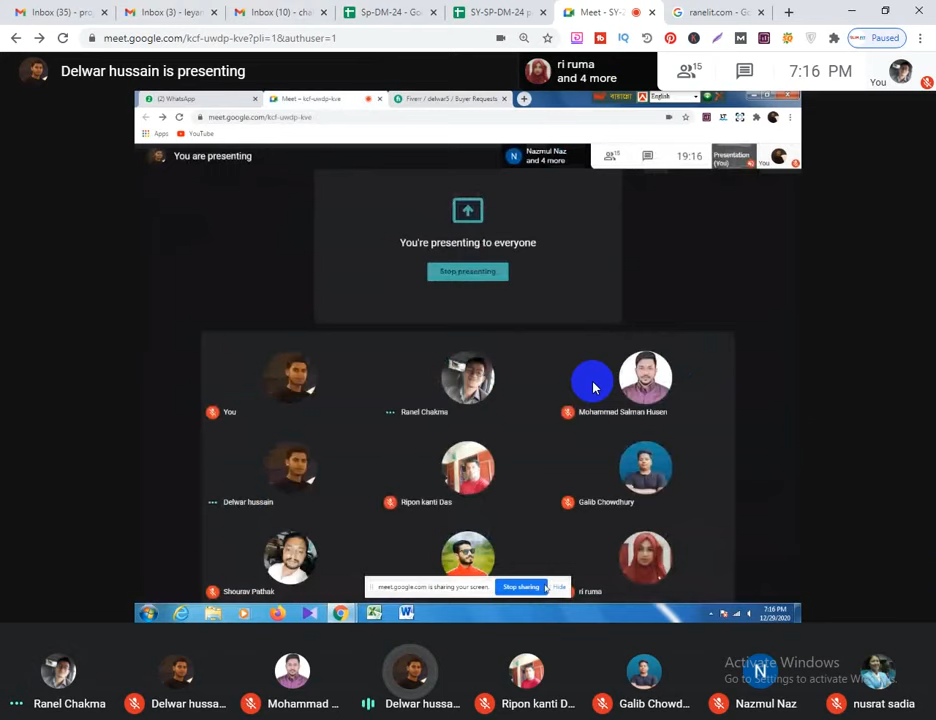 Inbox (35) - proj
Inbox (3) - leyan
Inbox (10) - cha
Sp-DM-24 - Goo
SY-SP-DM-24 p
Meet - SY-
ranelit.com - Go
meet.google.com/kcf-uwdp-kve?pli=1&authuser=1
Paused
Delwar hussain is presenting
ri ruma
and 4 more
15
7:16 PM
You
(2) WhatsApp
Meet – kcf-uwdp-kve
Fiverr / delwar5 / Buyer Requests
English
meet.google.com/kcf-uwdp-kve
Apps
YouTube
You are presenting
N
Nazmul Naz
and 4 more
15
19:16
Presentation
(You)
You
You're presenting to everyone
Stop presenting
You
Ranel Chakma
Mohammad Salman Husen
Delwar hussain
Ripon kanti Das
Galib Chowdhury
Shourav Pathak
ri ruma
meet.google.com is sharing your screen.
Stop sharing
Hide
7:16 PM
12/29/2020
Activate Windows
Go to Settings to activate Windows.
N
Ranel Chakma
Delwar hussa...
Mohammad ...
Delwar hussa...
Ripon kanti D...
Galib Chowd...
Nazmul Naz
nusrat sadia